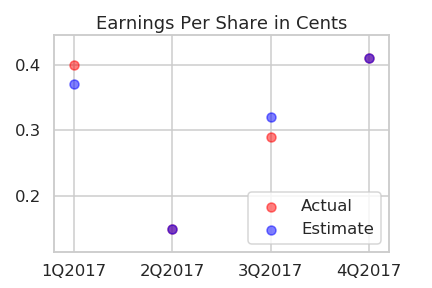 Earnings Per Share in Cents
0.4
0.3
0.2
Actual
Estimate
1Q2017 2Q2017 3Q2017 4Q2017